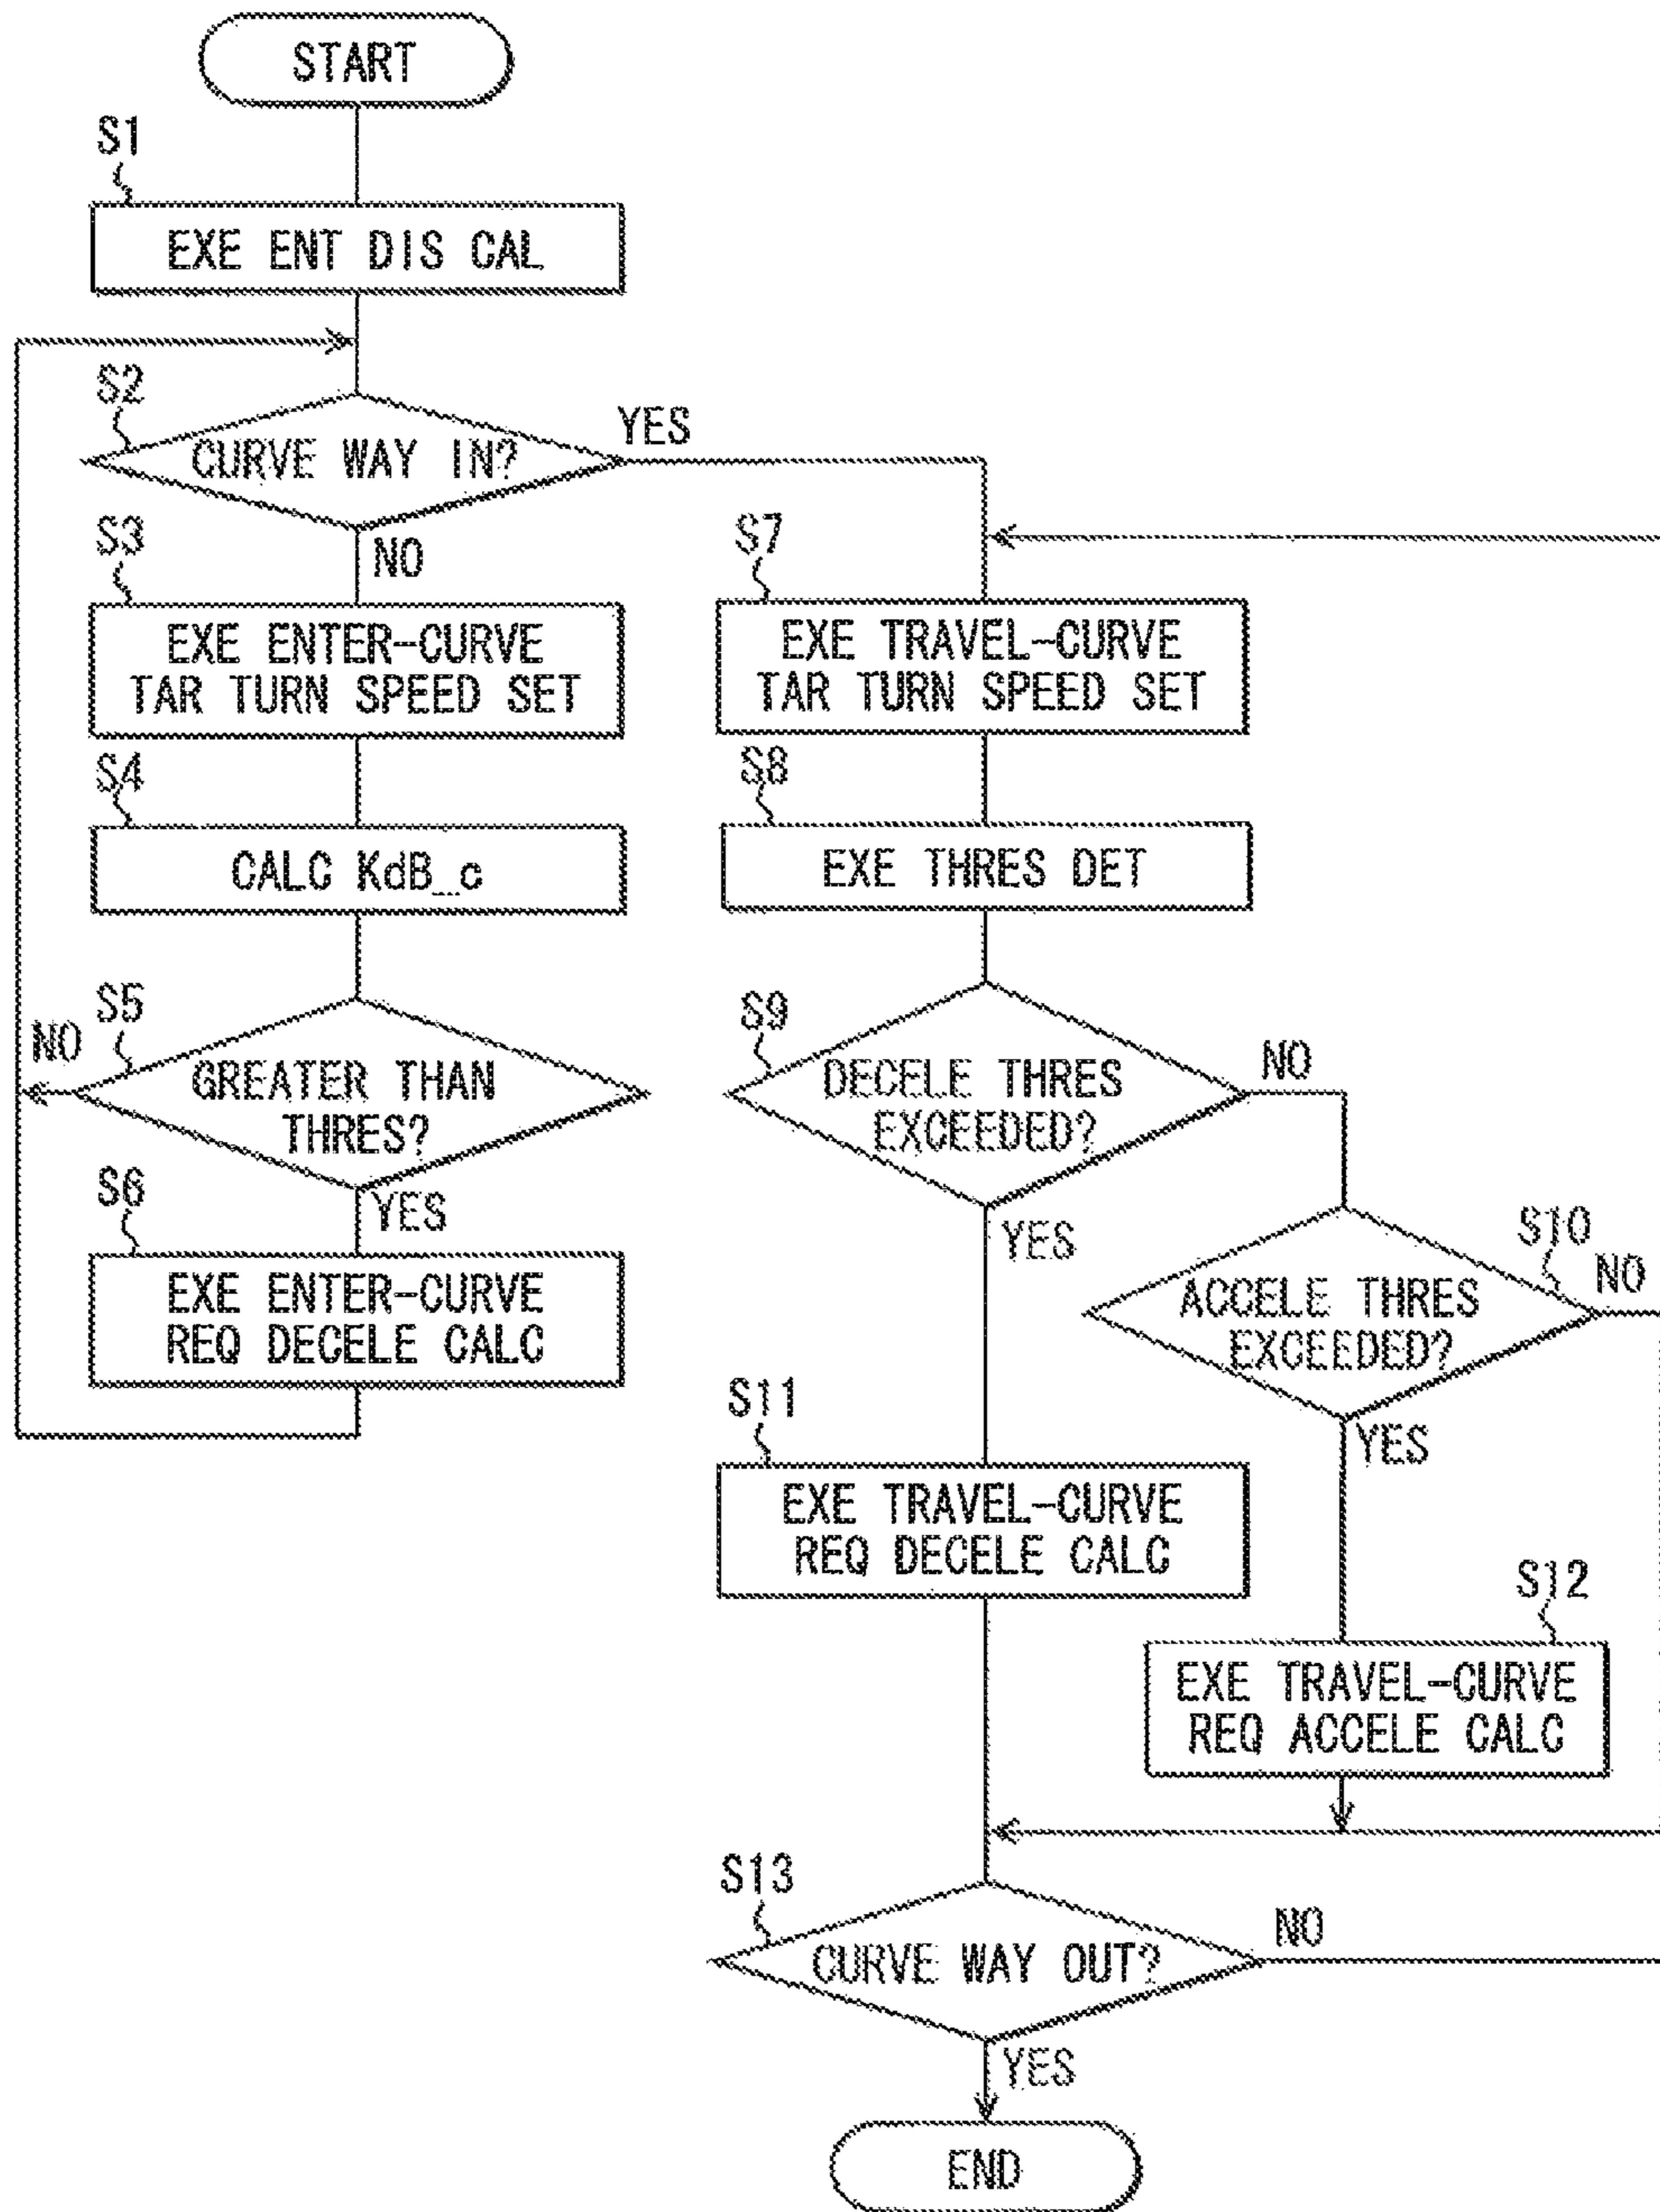 START
S1
EXE ENT DIS CAL
S2
CURVE WAY IN?
YES
NO
S3
EXE ENTER-CURVE
TAR TURN SPEED SET
S4
CALC KdB_c
S5
GREATER THAN
THRES?
NO
YES
S6
EXE ENTER-CURVE
REQ DECELE CALC
S7
EXE TRAVEL-CURVE
TAR TURN SPEED SET
S8
EXE THRES DET
S9
DECELE THRES
EXCEEDED?
NO
YES
S10
ACCELE THRES
EXCEEDED?
NO
YES
S11
EXE TRAVEL-CURVE
REQ DECELE CALC
S12
EXE TRAVEL-CURVE
REQ ACCELE CALC
S13
CURVE WAY OUT?
NO
YES
END